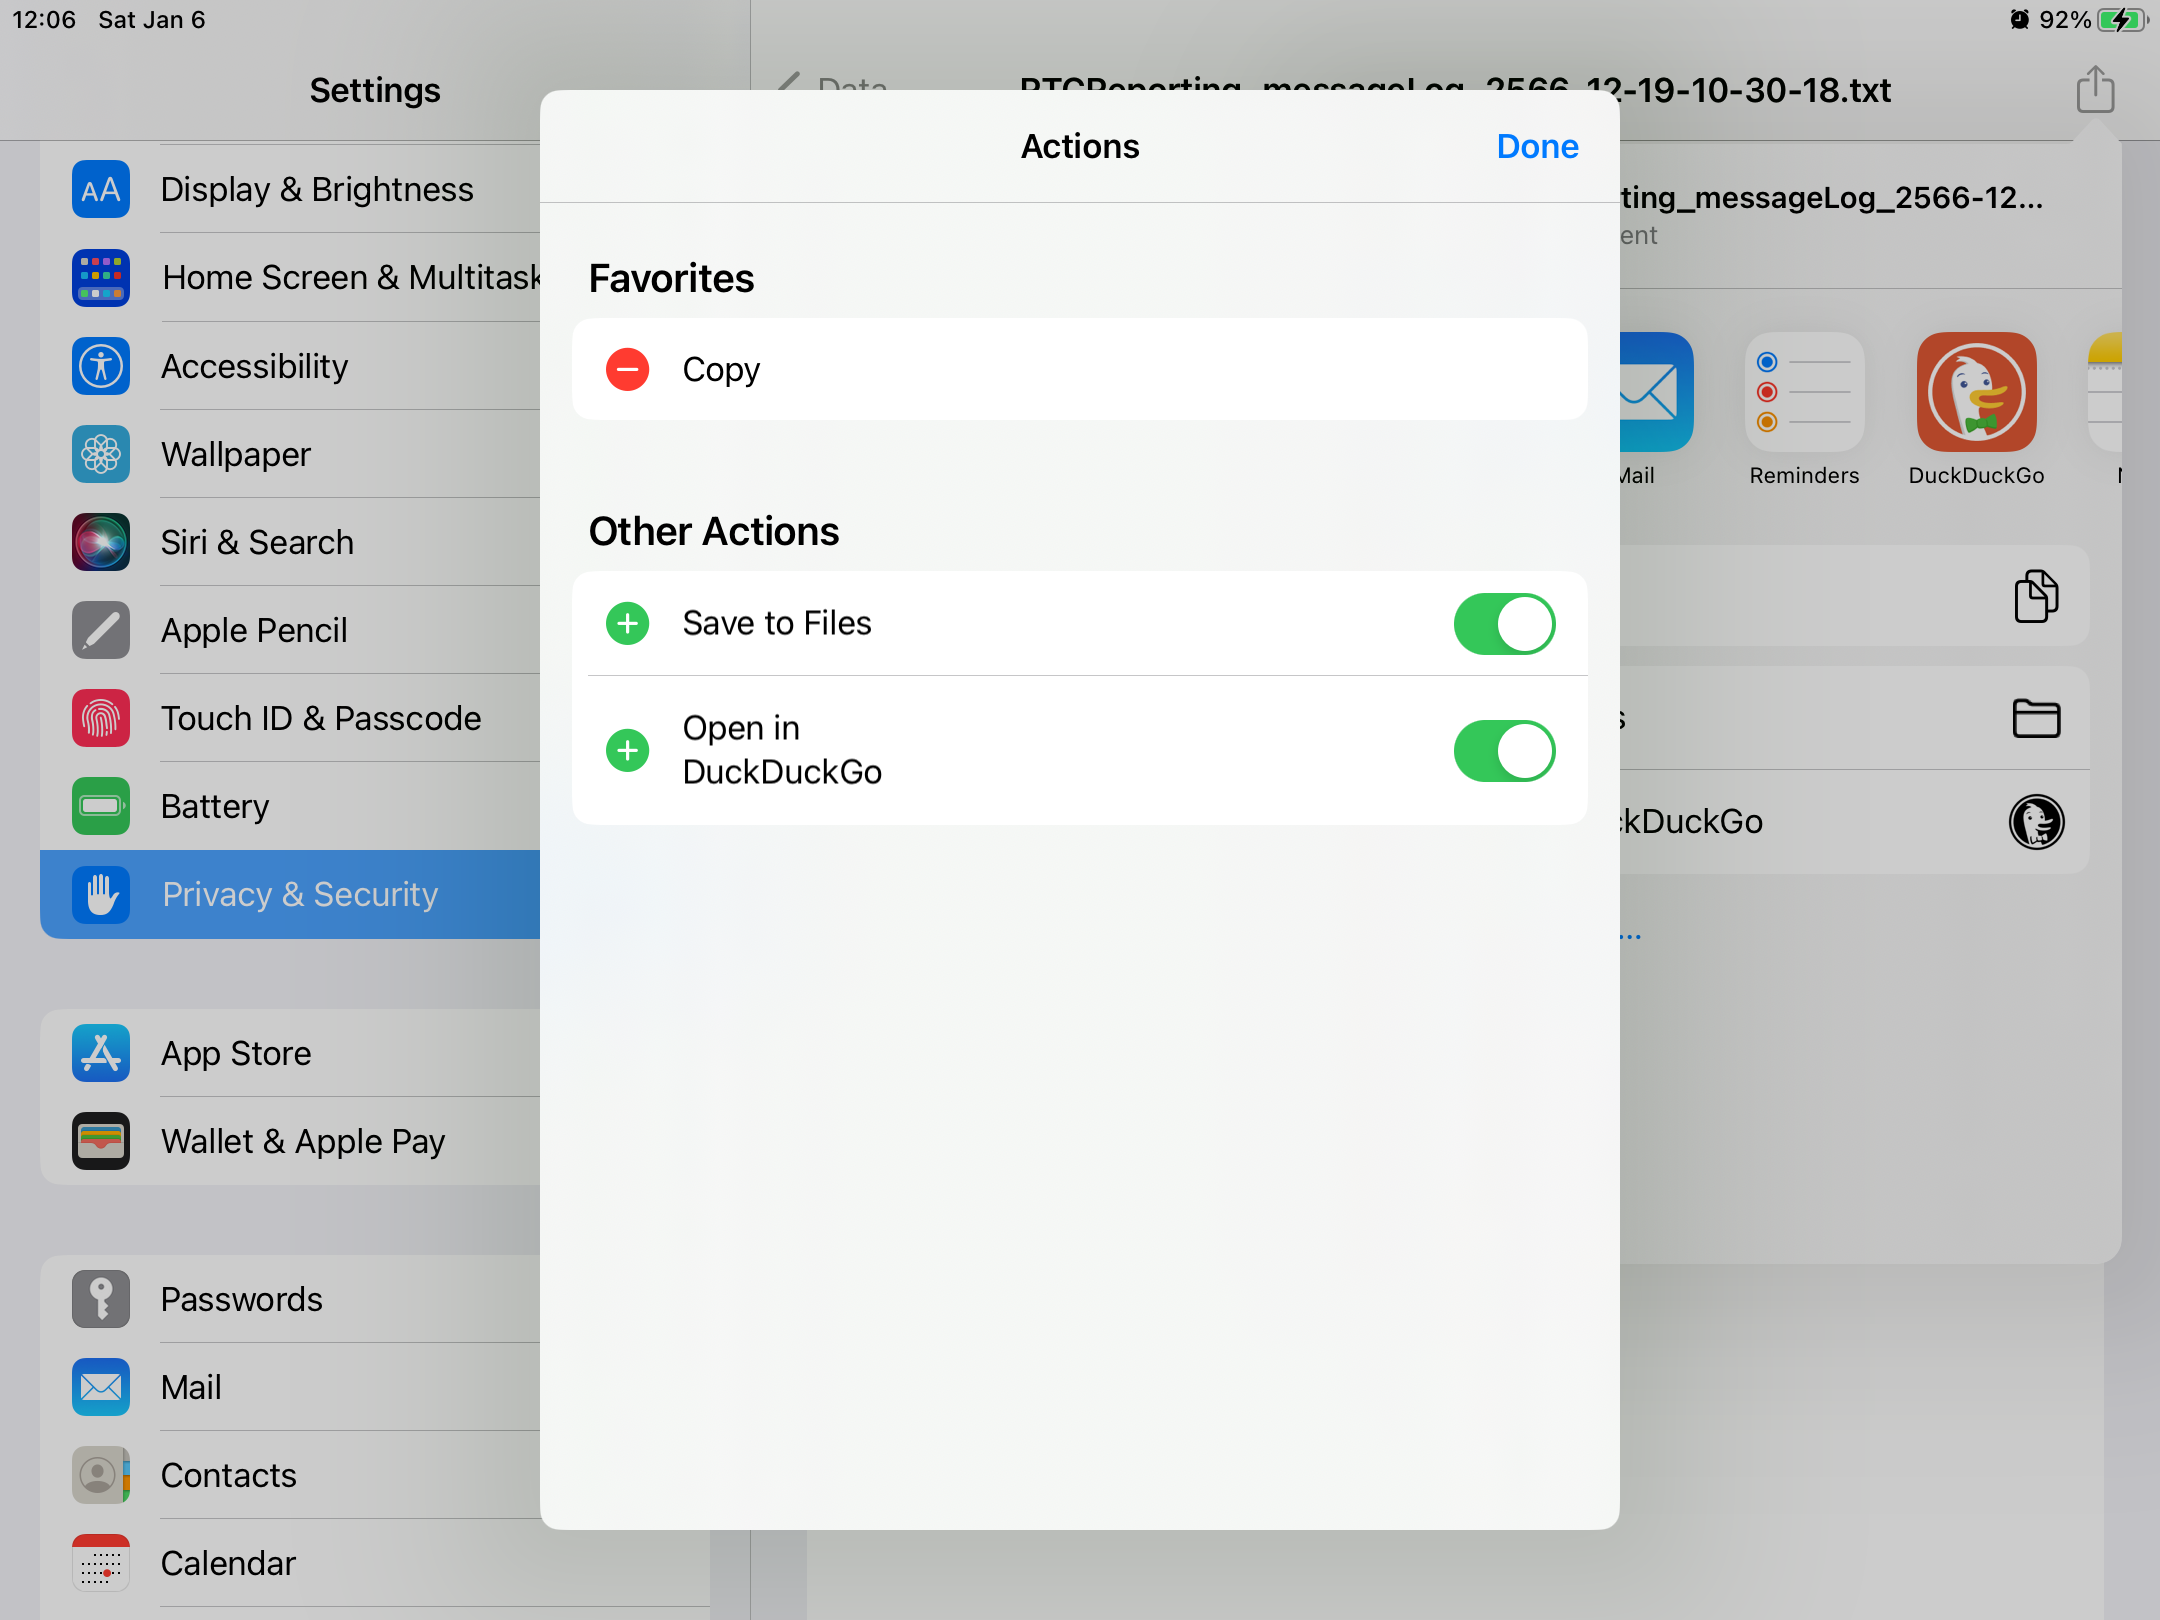 12:06 Sat Jan 6
92%
Settings
Data
RTCReporting_messageLog_2566-12-19-10-30-18.txt
Display & Brightness
Home Screen & Multitask
Accessibility
Wallpaper
Siri & Search
Apple Pencil
Touch ID & Passcode
Battery
Privacy & Security
App Store
Wallet & Apple Pay
Passwords
Mail
Contacts
Calendar
Actions
Done
Favorites
Copy
Other Actions
Save to Files
Open in
DuckDuckGo
ting_messageLog_2566-12...
ent
Mail
Reminders
DuckDuckGo
s
ckDuckGo
...